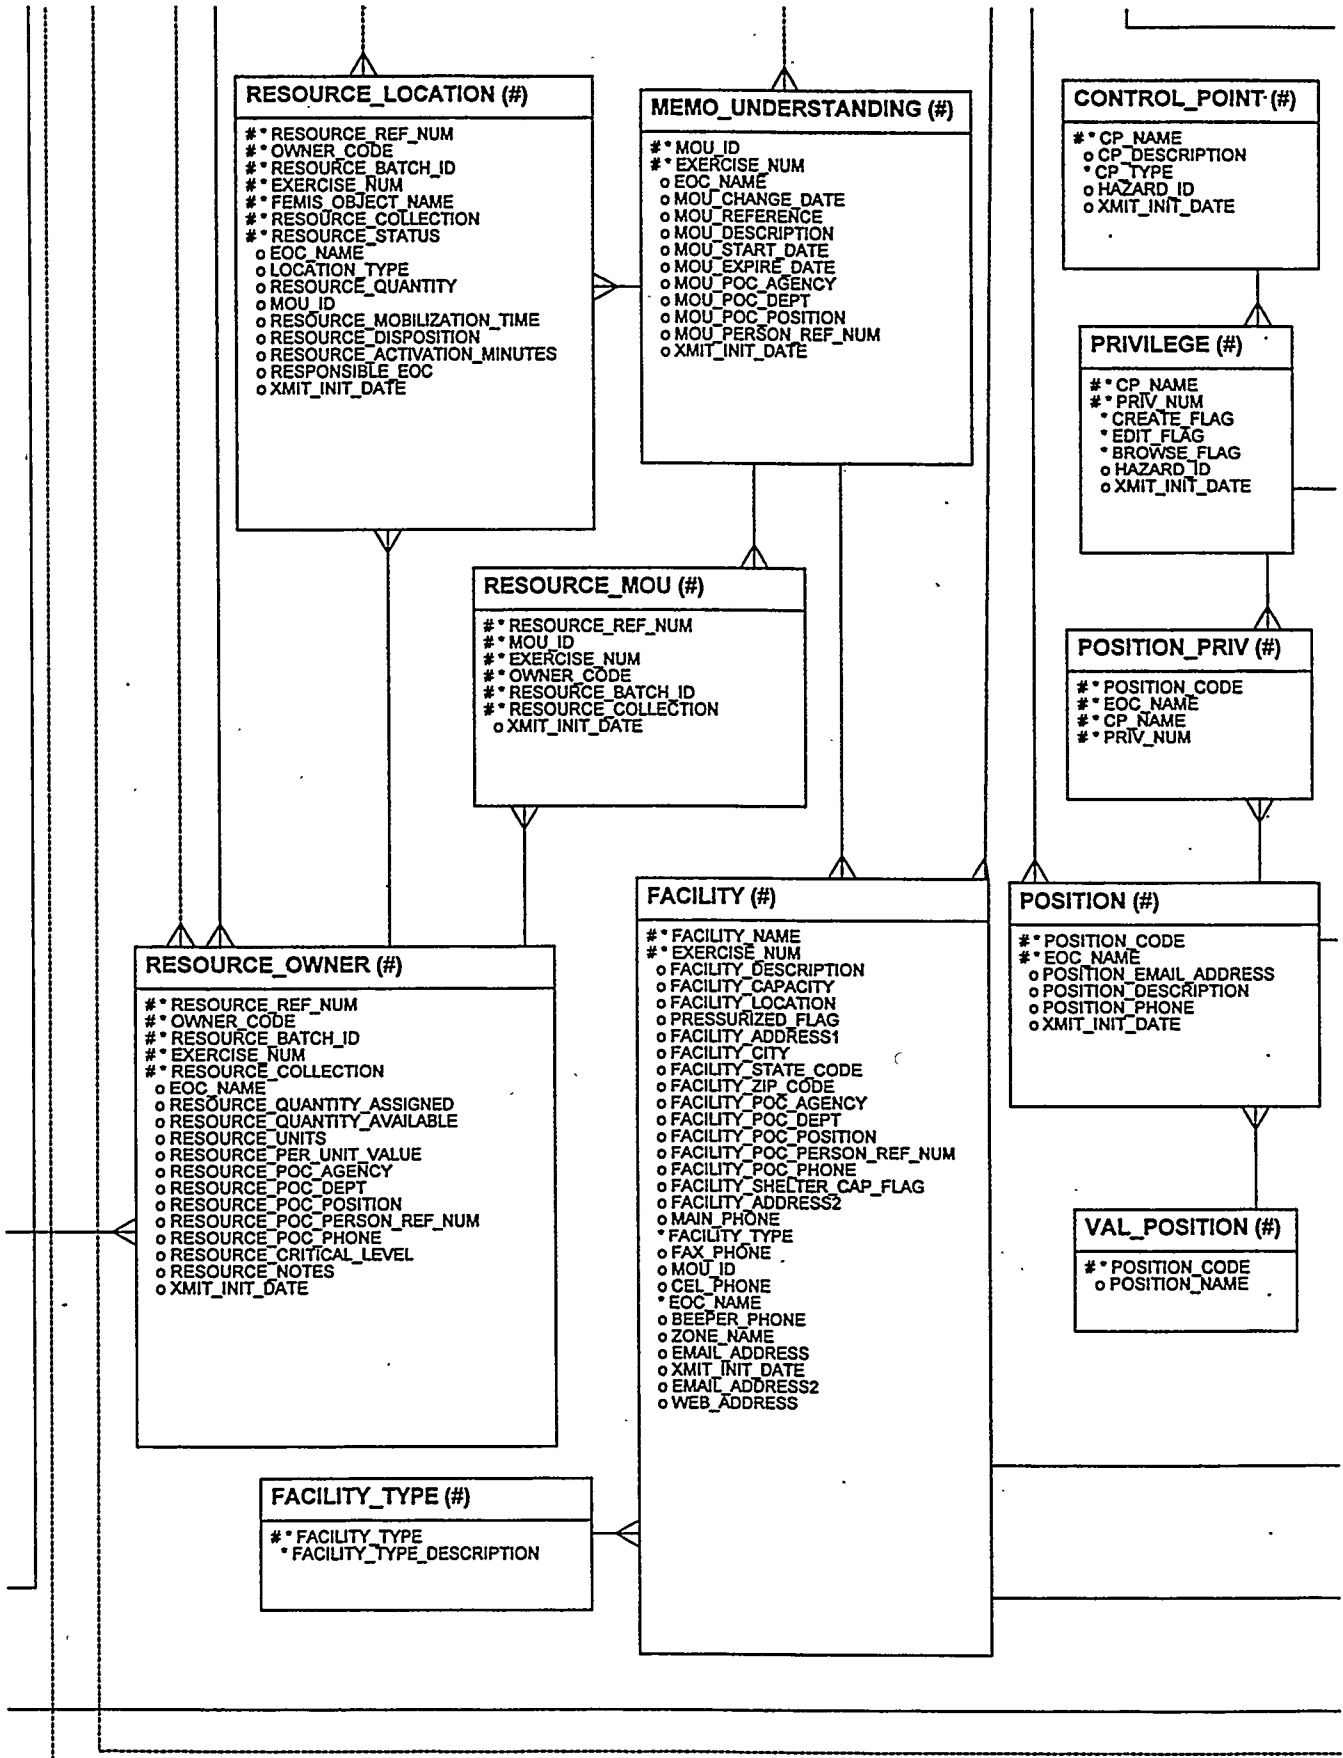 RESOURCE_LOCATION (#)
#* RESOURCE_REF_NUM
#* OWNER_CODE
#* RESOURCE_BATCH_ID
#* EXERCISE_NUM
#* FEMIS_OBJECT_NAME
#* RESOURCE_COLLECTION
#* RESOURCE_STATUS
o EOC_NAME
o LOCATION_TYPE
o RESOURCE_QUANTITY
o MOU_ID
o RESOURCE_MOBILIZATION_TIME
o RESOURCE_DISPOSITION
o RESOURCE_ACTIVATION_MINUTES
o RESPONSIBLE_EOC
o XMIT_INIT_DATE
MEMO_UNDERSTANDING (#)
#* MOU_ID
#* EXERCISE_NUM
o EOC_NAME
o MOU_CHANGE_DATE
o MOU_REFERENCE
o MOU_DESCRIPTION
o MOU_START_DATE
o MOU_EXPIRE_DATE
o MOU_POC_AGENCY
o MOU_POC_DEPT
o MOU_POC_POSITION
o MOU_PERSON_REF_NUM
o XMIT_INIT_DATE
CONTROL_POINT (#)
#* CP_NAME
o CP_DESCRIPTION
* CP_TYPE
o HAZARD_ID
o XMIT_INIT_DATE
PRIVILEGE (#)
#* CP_NAME
#* PRIV_NUM
* CREATE_FLAG
* EDIT_FLAG
* BROWSE_FLAG
o HAZARD_ID
o XMIT_INIT_DATE
RESOURCE_MOU (#)
#* RESOURCE_REF_NUM
#* MOU_ID
#* EXERCISE_NUM
#* OWNER_CODE
#* RESOURCE_BATCH_ID
#* RESOURCE_COLLECTION
o XMIT_INIT_DATE
POSITION_PRIV (#)
#* POSITION_CODE
#* EOC_NAME
#* CP_NAME
#* PRIV_NUM
RESOURCE_OWNER (#)
#* RESOURCE_REF_NUM
#* OWNER_CODE
#* RESOURCE_BATCH_ID
#* EXERCISE_NUM
#* RESOURCE_COLLECTION
o EOC_NAME
o RESOURCE_QUANTITY_ASSIGNED
o RESOURCE_QUANTITY_AVAILABLE
o RESOURCE_UNITS
o RESOURCE_PER_UNIT_VALUE
o RESOURCE_POC_AGENCY
o RESOURCE_POC_DEPT
o RESOURCE_POC_POSITION
o RESOURCE_POC_PERSON_REF_NUM
o RESOURCE_POC_PHONE
o RESOURCE_CRITICAL_LEVEL
o RESOURCE_NOTES
o XMIT_INIT_DATE
FACILITY (#)
#* FACILITY_NAME
#* EXERCISE_NUM
o FACILITY_DESCRIPTION
o FACILITY_CAPACITY
o FACILITY_LOCATION
o PRESSURIZED_FLAG
o FACILITY_ADDRESS1
o FACILITY_CITY
o FACILITY_STATE_CODE
o FACILITY_ZIP_CODE
o FACILITY_POC_AGENCY
o FACILITY_POC_DEPT
o FACILITY_POC_POSITION
o FACILITY_POC_PERSON_REF_NUM
o FACILITY_POC_PHONE
o FACILITY_SHELTER_CAP_FLAG
o FACILITY_ADDRESS2
o MAIN_PHONE
* FACILITY_TYPE
o FAX_PHONE
o MOU_ID
o CEL_PHONE
* EOC_NAME
o BEEPER_PHONE
o ZONE_NAME
o EMAIL_ADDRESS
o XMIT_INIT_DATE
o EMAIL_ADDRESS2
o WEB_ADDRESS
POSITION (#)
#* POSITION_CODE
#* EOC_NAME
o POSITION_EMAIL_ADDRESS
o POSITION_DESCRIPTION
o POSITION_PHONE
o XMIT_INIT_DATE
VAL_POSITION (#)
#* POSITION_CODE
o POSITION_NAME
FACILITY_TYPE (#)
#* FACILITY_TYPE
* FACILITY_TYPE_DESCRIPTION